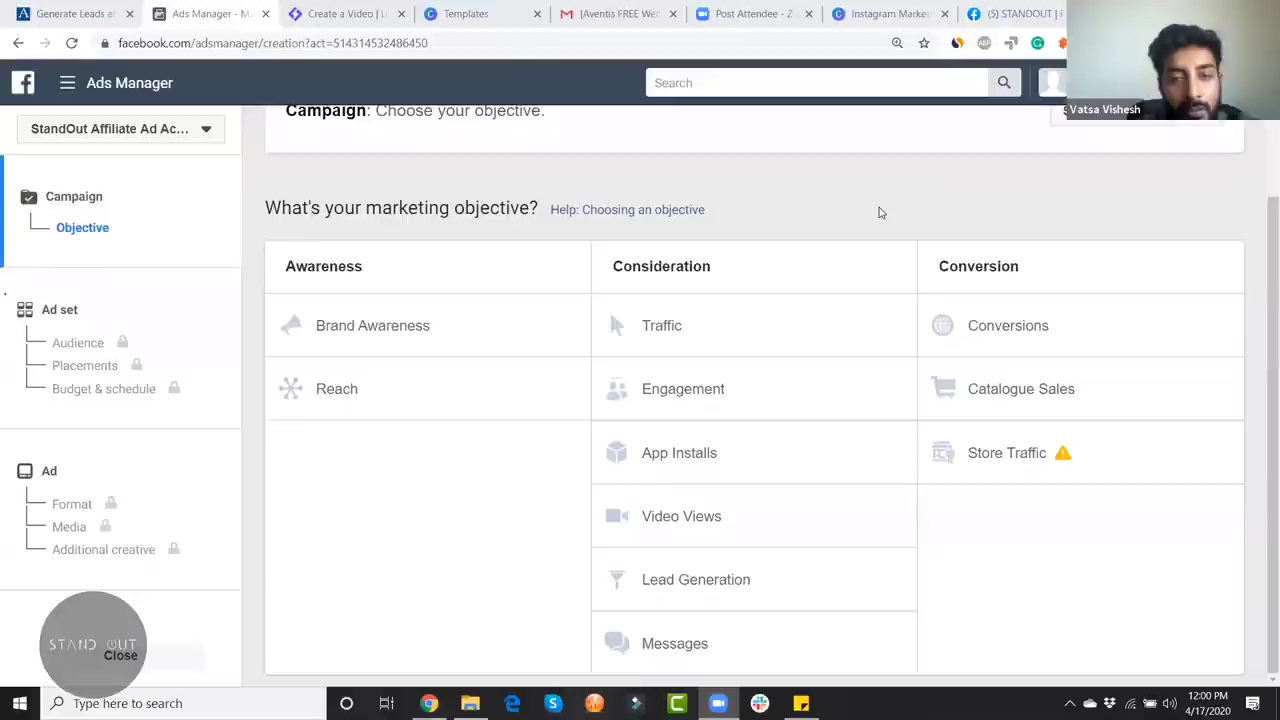 Generate Leads ar
Ads Manager - M
Create a Video | L
Templates
[Aventis FREE We
Post Attendee - Z
Instagram Market
(5) STANDOUT | F
facebook.com/adsmanager/creation?act=514314532486450
Ads Manager
Search
Vatsa Vishesh
StandOut Affiliate Ad Ac...
Campaign: Choose your objective.
Campaign
Objective
What's your marketing objective? Help: Choosing an objective
Awareness
Consideration
Conversion
Brand Awareness
Traffic
Conversions
Reach
Engagement
Catalogue Sales
App Installs
Store Traffic
Video Views
Lead Generation
Messages
Ad set
Audience
Placements
Budget & schedule
Ad
Format
Media
Additional creative
STAND OUT
Close
Type here to search
12:00 PM
4/17/2020